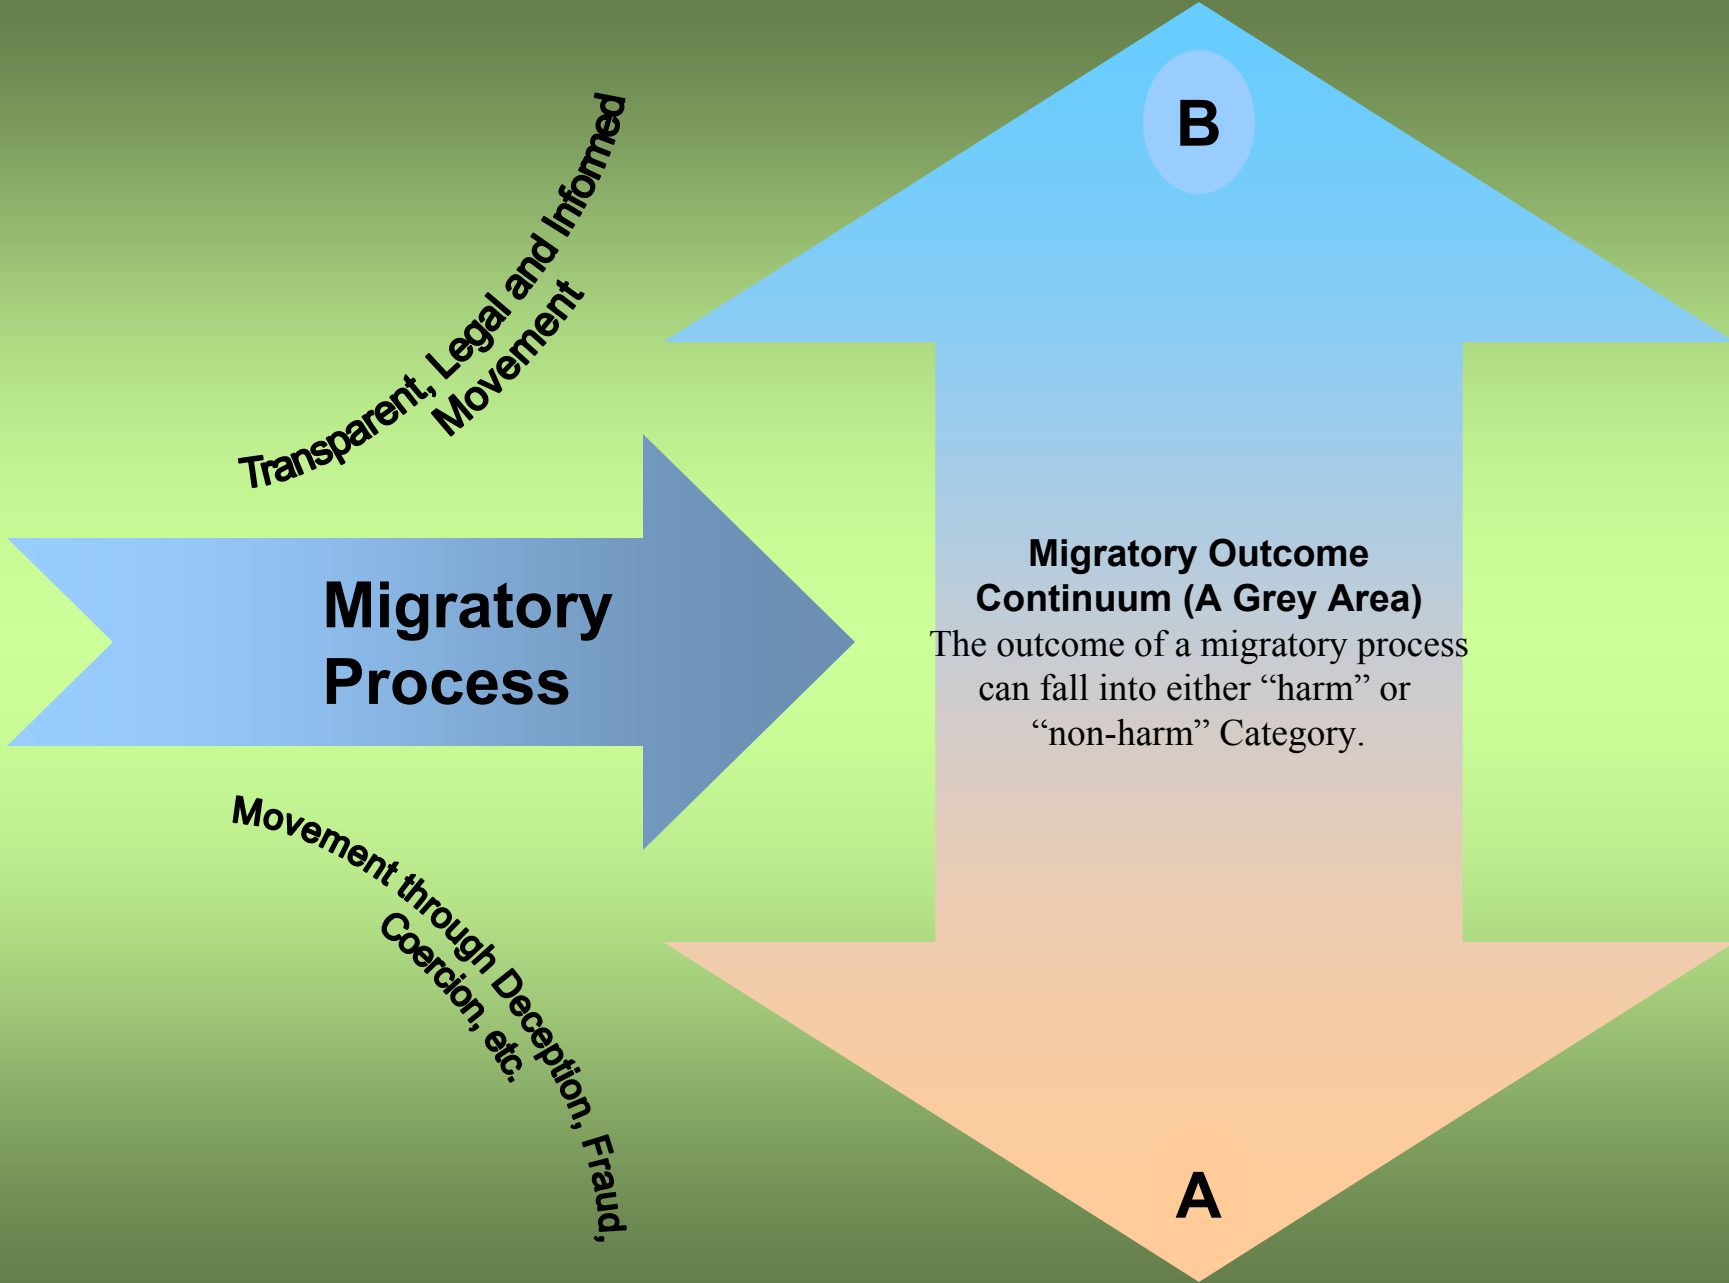 B
Transparent, Legal and Informed
Movement
Migratory
Process
Migratory Outcome
Continuum (A Grey Area)
The outcome of a migratory process
can fall into either “harm” or
“non-harm” Category.
Movement through Deception, Fraud,
Coercion, etc.
A